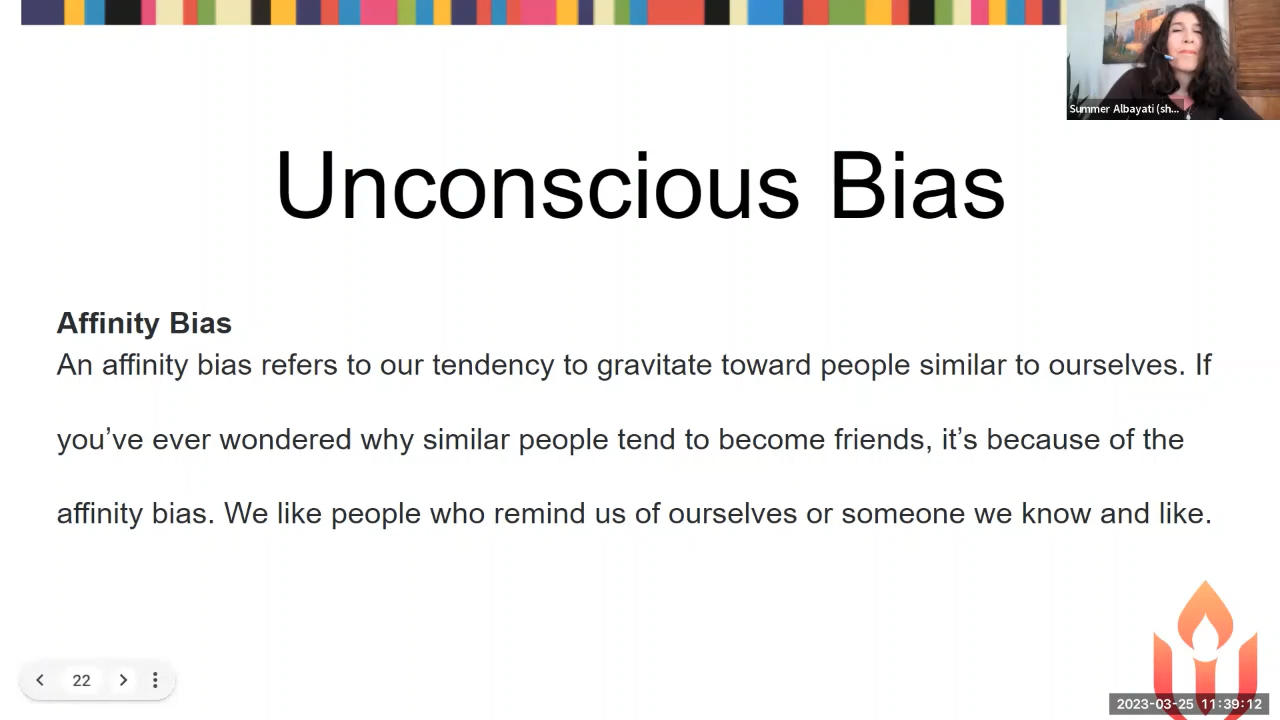 Summer Albayati (sh...
Unconscious Bias
Affinity Bias
An affinity bias refers to our tendency to gravitate toward people similar to ourselves. If
you’ve ever wondered why similar people tend to become friends, it’s because of the
affinity bias. We like people who remind us of ourselves or someone we know and like.
22
2023-03-25 11:39:12